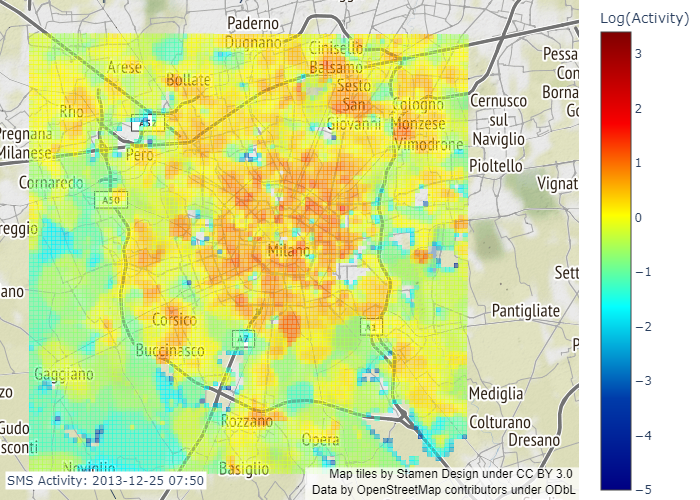 Paderno
Dugnano
Cinisello
Balsamo
Arese
Bollate
Sesto
San
Giovanni
Rho
A52
Cologno
Monzese
Cernusco
sul
Naviglio
Pessa
Con
Borna
Go
Pregnana
Milanese
Pero
Vimodrone
Pioltello
Cornaredo
A50
Vignat
reggio
Milano
Sett
ano
Pantigliate
Corsico
A7
A1
Buccinasco
P
Gaggiano
zo
Mediglia
Rozzano
Colturano
Gudo
sconti
Opera
Dresano
Noviglio
Basiglio
SMS Activity: 2013-12-25 07:50
Map tiles by Stamen Design under CC BY 3.0
Data by OpenStreetMap contributors under ODbL
Log(Activity)
3
2
1
0
−1
−2
−3
−4
−5